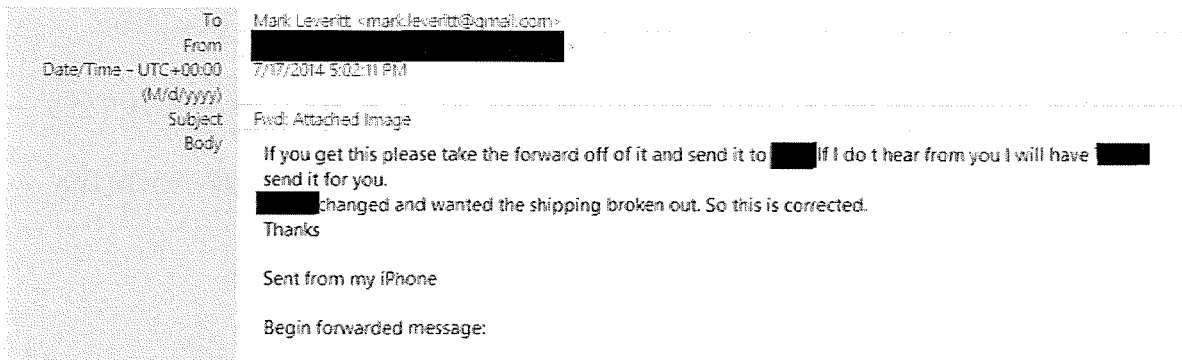 To Mark Leveritt <mark.leveritt@gmail.com>
From >
Date/Time - UTC+00:00 7/17/2014 5:02:11 PM
(M/d/yyyy)
Subject Fwd: Attached Image
Body
If you get this please take the forward off of it and send it to If I do t hear from you I will have
send it for you.
changed and wanted the shipping broken out. So this is corrected.
Thanks
Sent from my iPhone
Begin forwarded message: